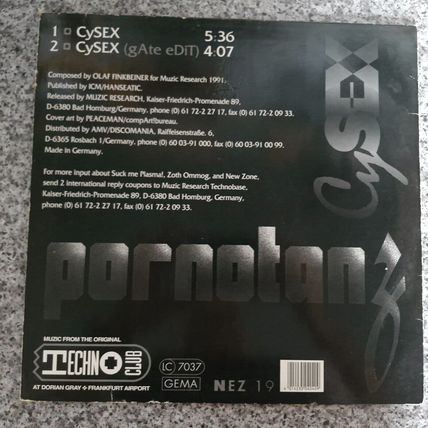 1 CySEX 5:36
2 CySEX (gAte eDiT) 4:07
Composed by OLAF FINKBEINER for Muzic Research 1991.
Published by ICM/HANSEATIC.
Released by MUZIC RESEARCH, Kaiser-Friedrich-Promenade 89,
D-6380 Bad Homburg/Germany, phone (0) 61 72-2 27 17, fax (0) 61 72-2 09 33.
Cover art by PEACEMAN/compArt!bureau.
Distributed by AMV/DISCOMANIA, Raiffeisenstraße 6,
D-6365 Rosbach 1/Germany, phone (0) 60 03-91 000, fax (0) 60 03-91 00 99.
Made in Germany.
For more input about Suck me Plasma!, Zoth Ommog, and New Zone,
send 2 international reply coupons to Muzic Research Technobase,
Kaiser-Friedrich-Promenade 89, D-6380 Bad Homburg, Germany,
phone (0) 61 72-2 27 17, fax (0) 61 72-2 09 33.
CySEX
pornotanz
MUZIC FROM THE ORIGINAL
TECHNO CLUB
AT DORIAN GRAY + FRANKFURT AIRPORT
LC 7037
GEMA
NEZ 19